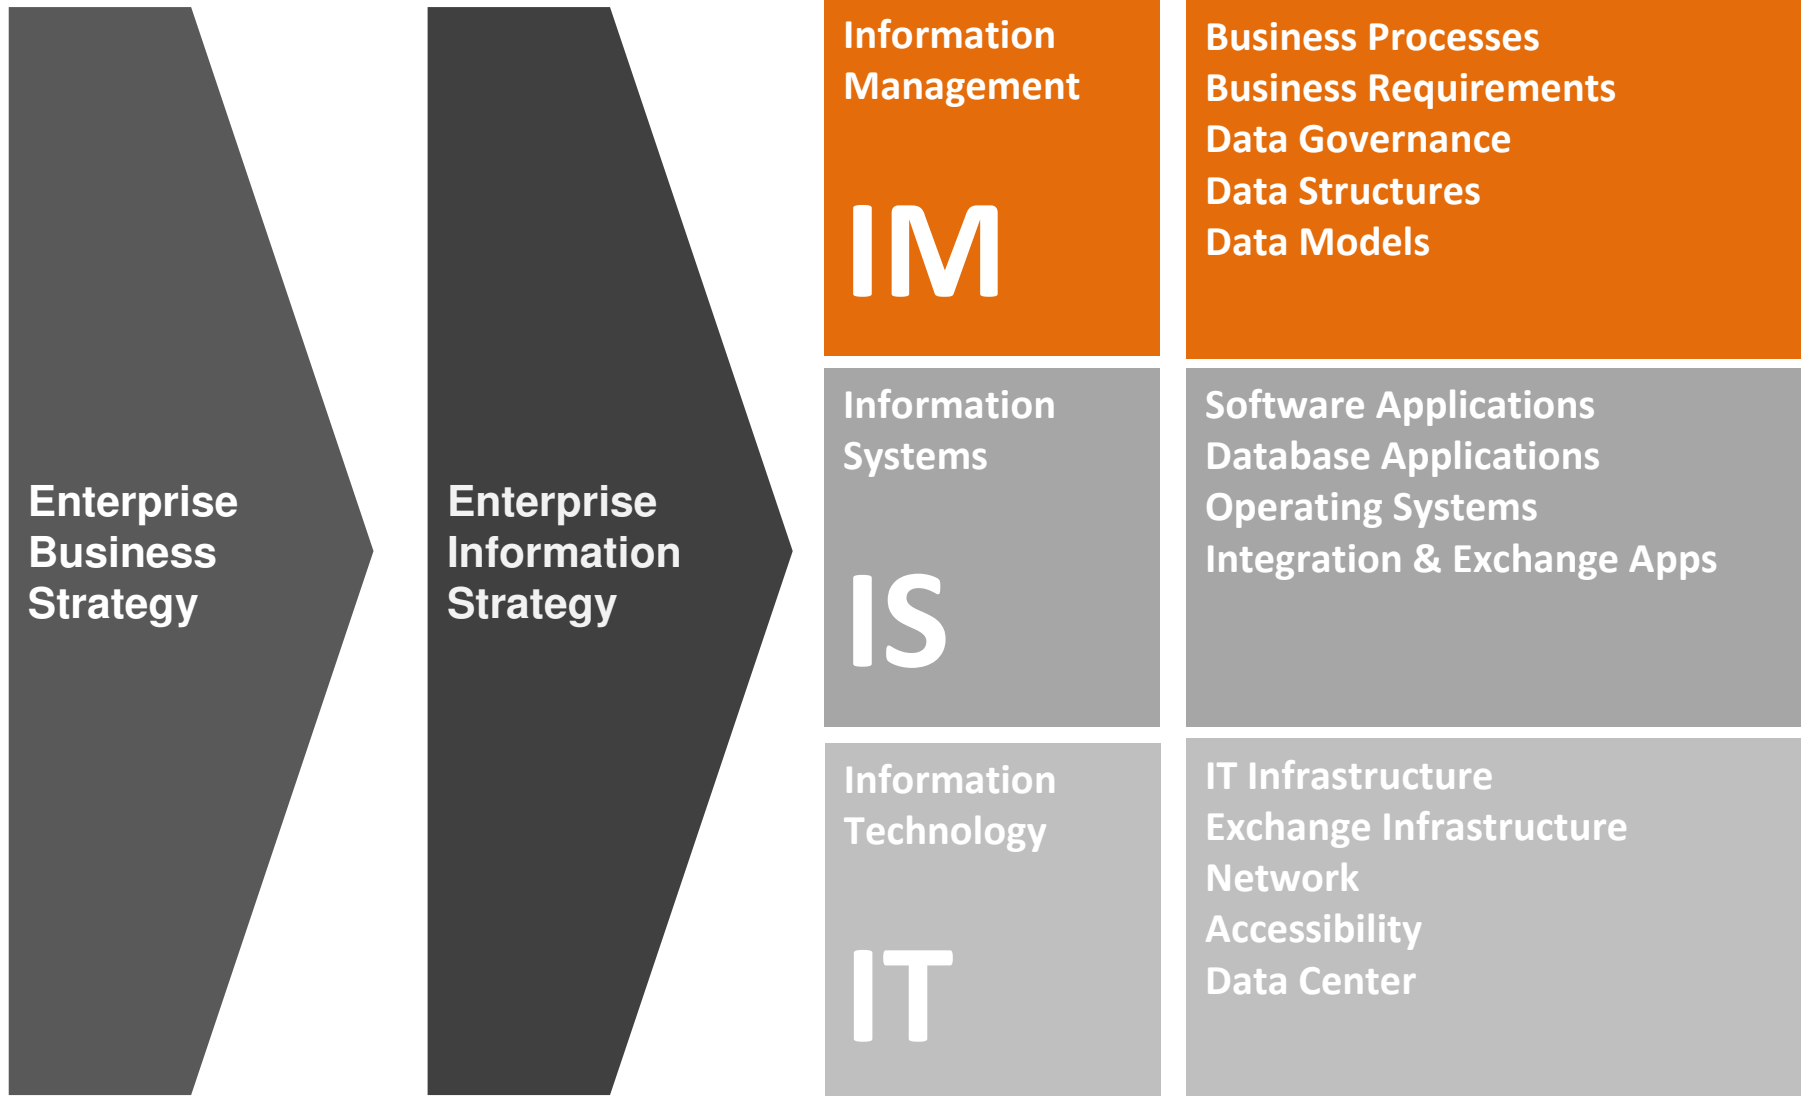 Enterprise
Business
Strategy
Enterprise
Information
Strategy
Information
Management
IM
Business Processes
Business Requirements
Data Governance
Data Structures
Data Models
Information
Systems
IS
Software Applications
Database Applications
Operating Systems
Integration & Exchange Apps
Information
Technology
IT
IT Infrastructure
Exchange Infrastructure
Network
Accessibility
Data Center